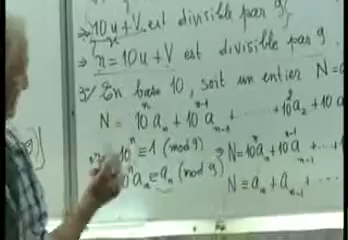 ⇒ 10u+v est divisible par 9,
⇒ n = 10u + v est divisible par 9.
3°/ En base 10, soit un entier N=a
N = 10ⁿaₙ + 10ⁿ⁻¹aₙ₋₁ + ..... + 10²a₂ + 10a
10ⁿ ≡ 1 (mod 9) ⇒ N = 10ⁿaₙ + 10ⁿ⁻¹aₙ₋₁ + ....
10ⁿaₙ ≡ aₙ (mod 9) N ≡ aₙ + aₙ₋₁ + ...